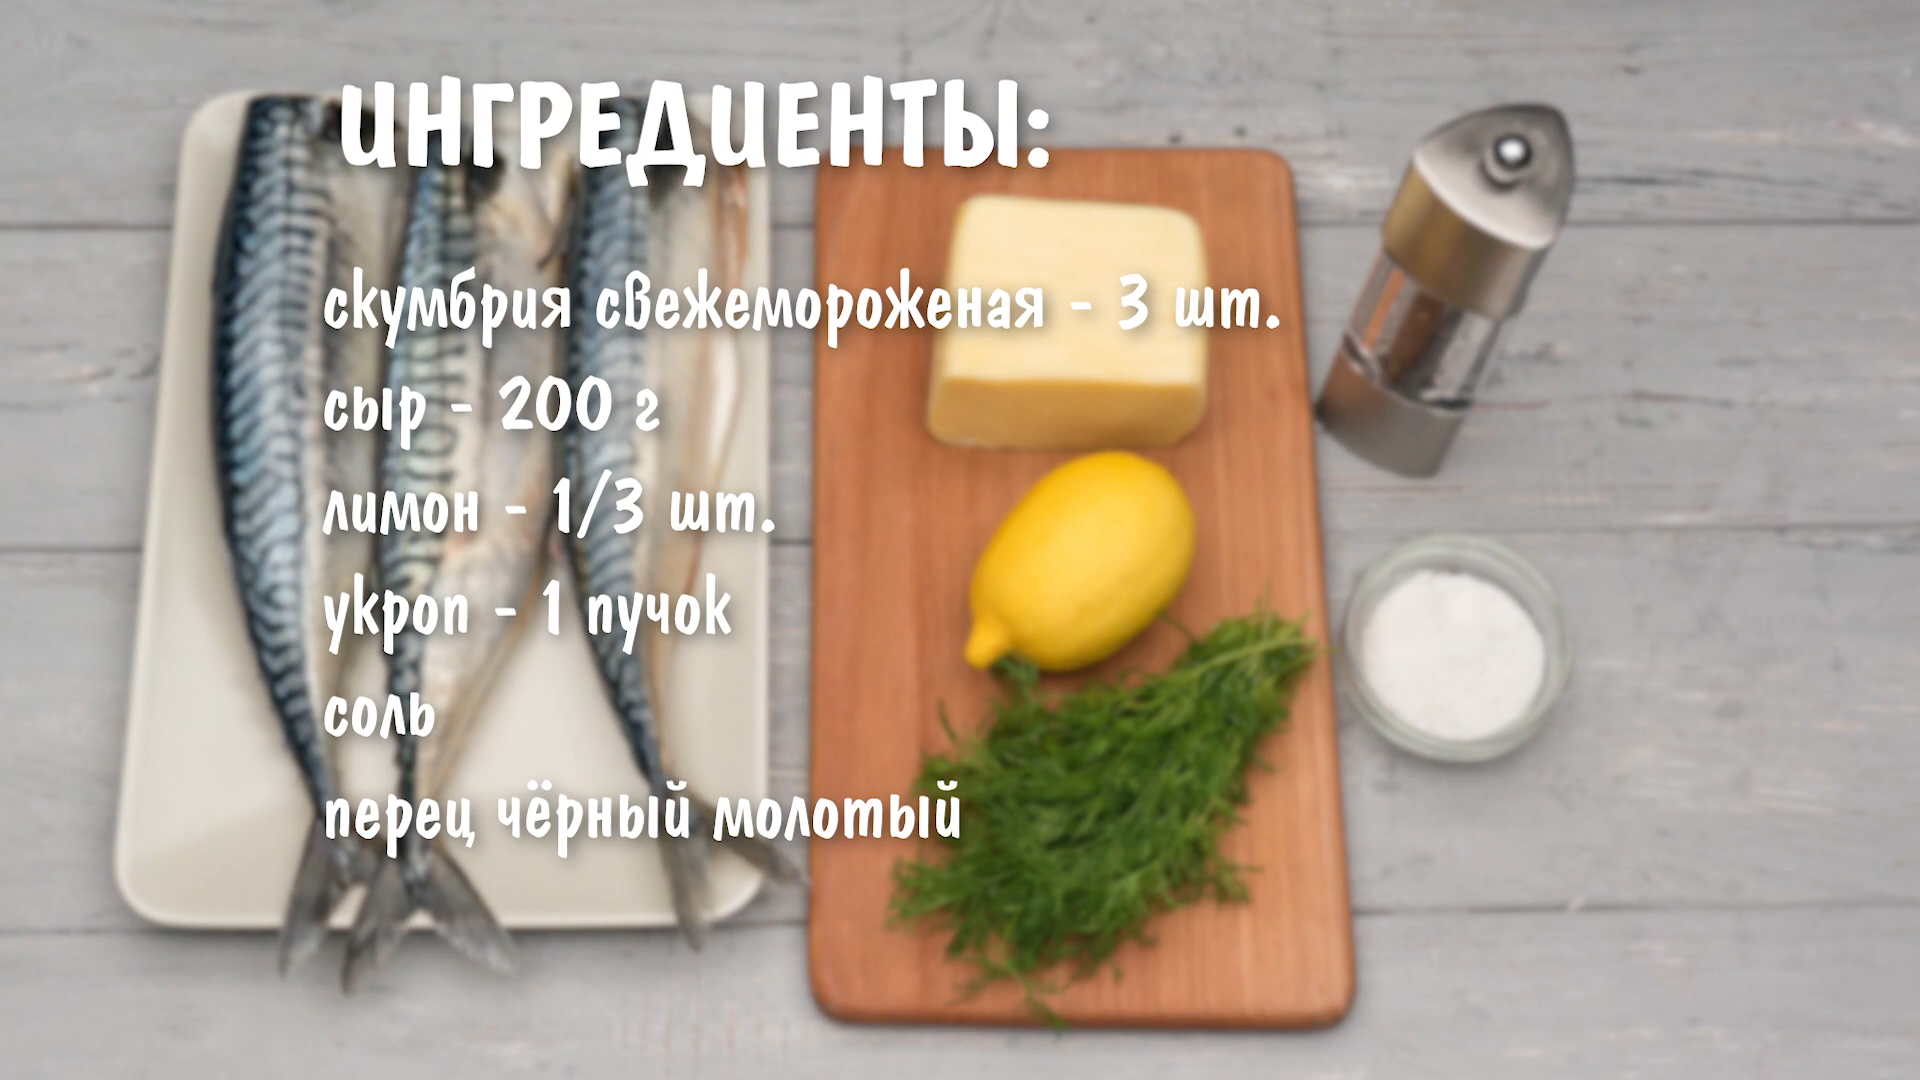 ИНГРЕДИЕНТЫ:
скумбрия свежемороженая - 3 шт.
сыр - 200 г
лимон - 1/3 шт.
укроп - 1 пучок
соль
перец чёрный молотый